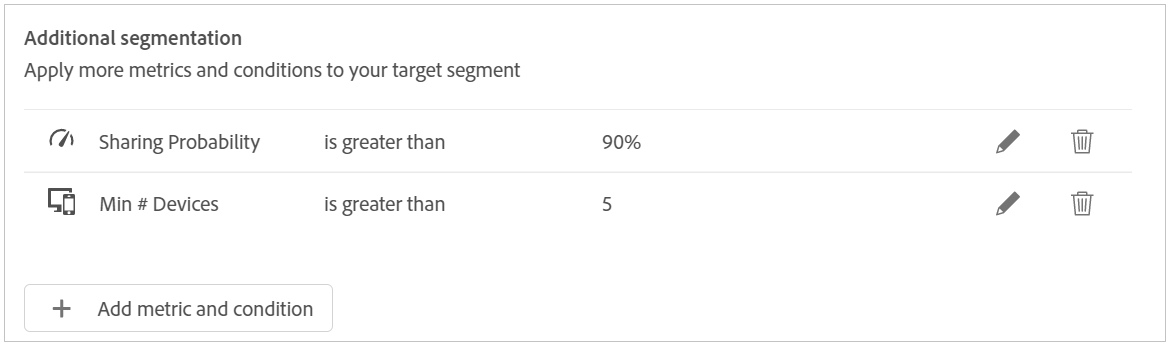 Additional segmentation
Apply more metrics and conditions to your target segment
Sharing Probability is greater than 90%
Min # Devices is greater than 5
Add metric and condition